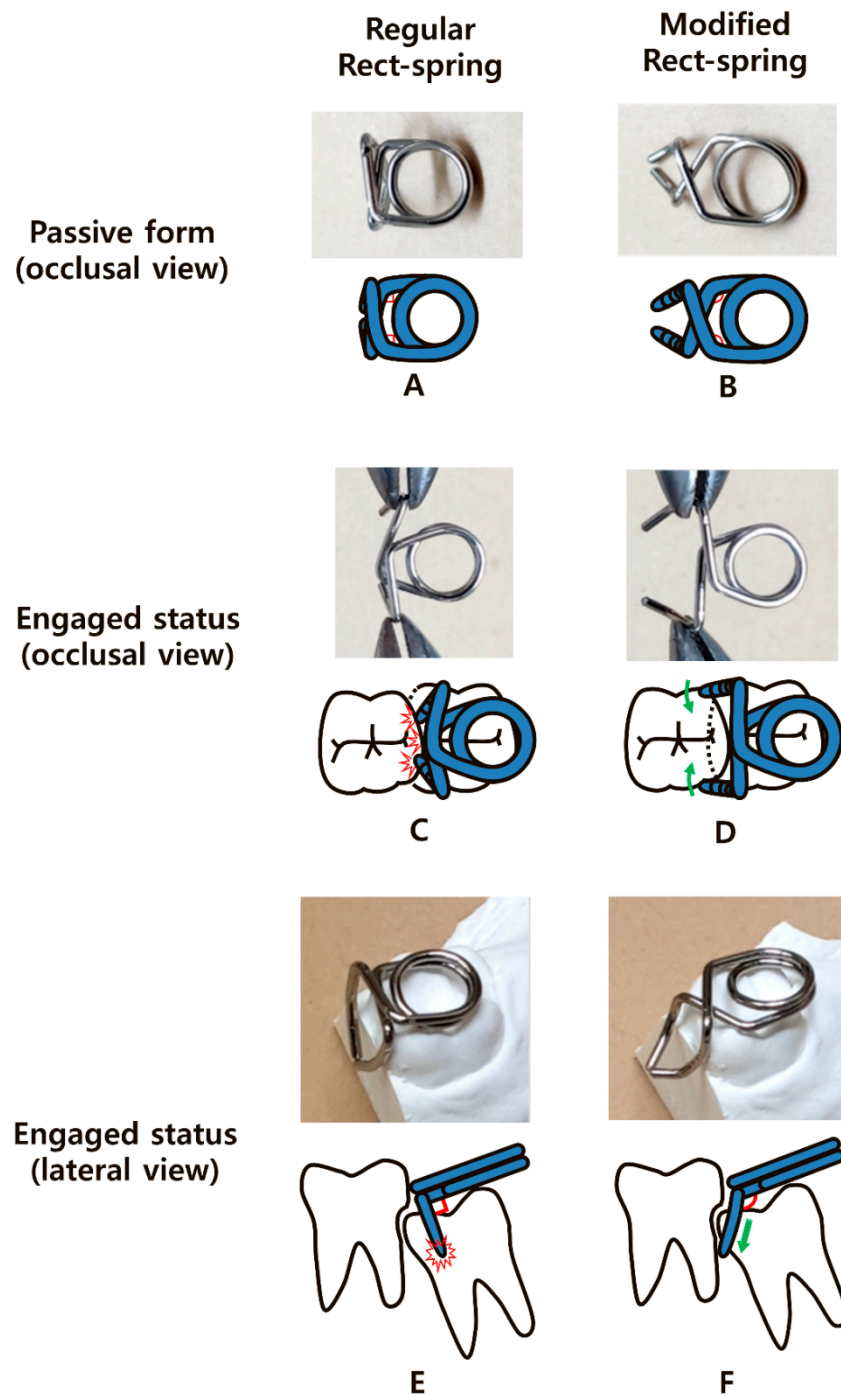 Regular
Rect-spring
Modified
Rect-spring
Passive form
(occlusal view)
A
B
Engaged status
(occlusal view)
C
D
Engaged status
(lateral view)
E
F